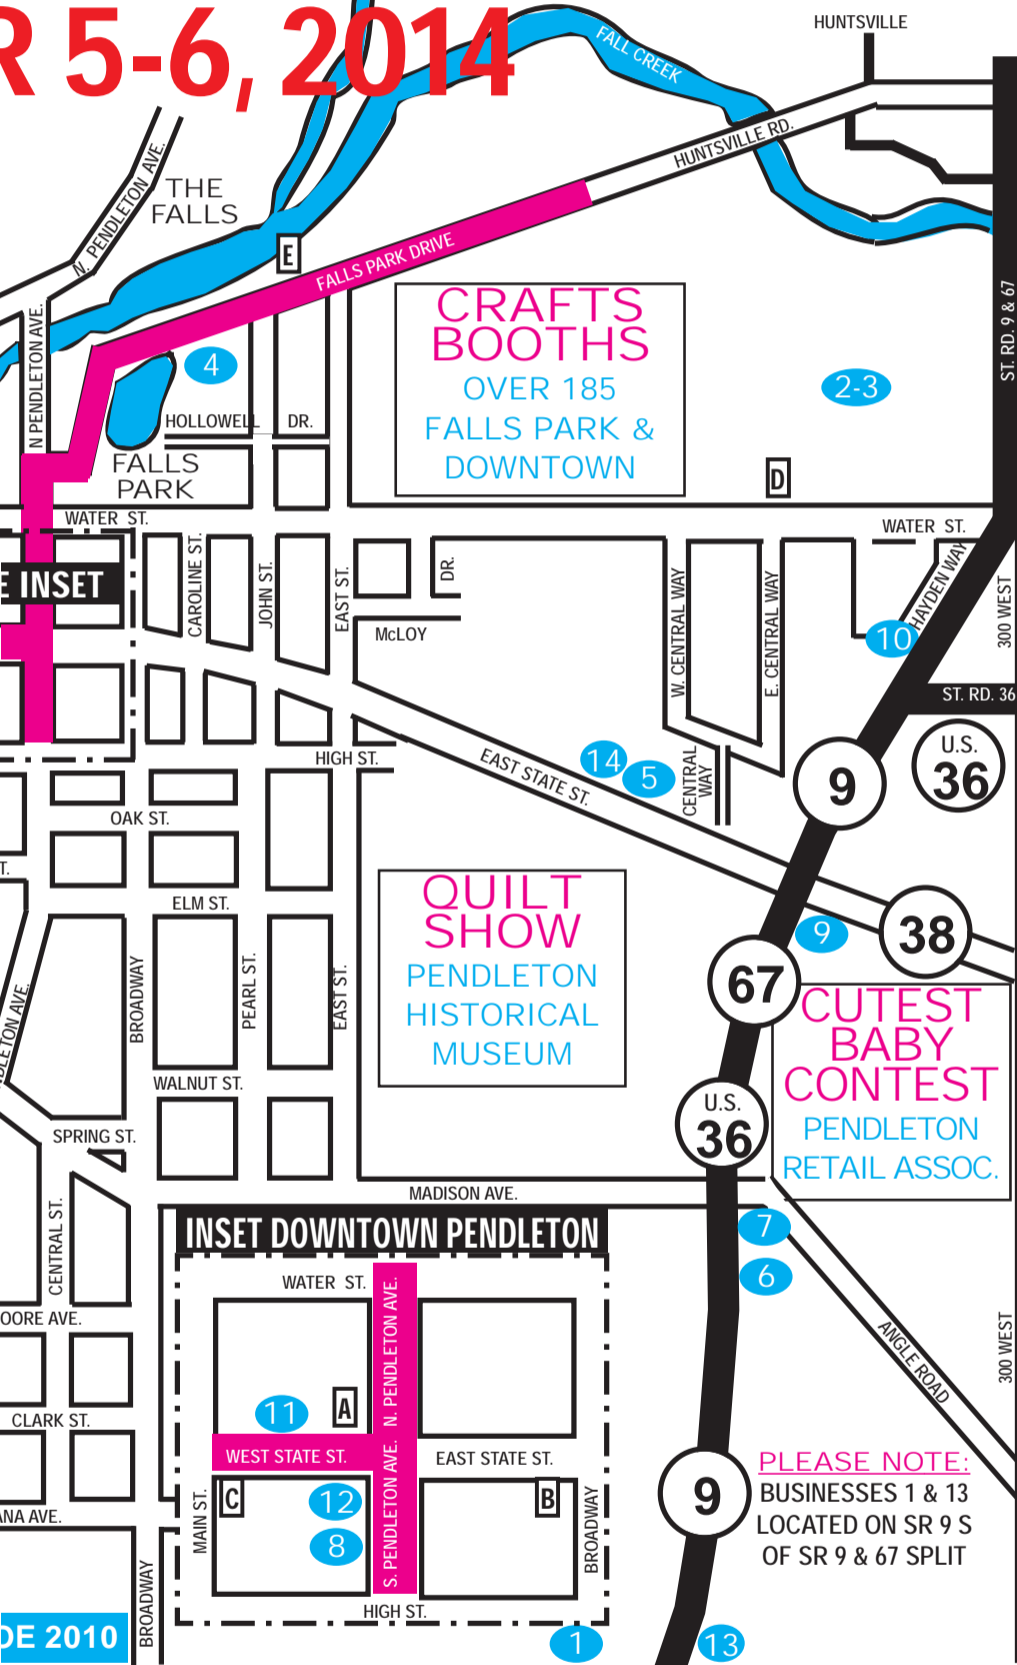 R 5-6, 2014
HUNTSVILLE
FALL CREEK
HUNTSVILLE RD.
N. PENDLETON AVE.
THE
FALLS
E
FALLS PARK DRIVE
ST. RD. 9 & 67
N PENDLETON AVE.
CRAFTS
BOOTHS
OVER 185
FALLS PARK &
DOWNTOWN
4
2-3
HOLLOWELL DR.
FALLS
PARK
D
WATER ST.
WATER ST.
E INSET
CAROLINE ST.
JOHN ST.
EAST ST.
DR.
McLOY
W. CENTRAL WAY
E. CENTRAL WAY
HAYDEN WAY
300 WEST
10
ST. RD. 36
HIGH ST.
EAST STATE ST.
14
5
CENTRAL
WAY
9
U.S.
36
OAK ST.
T.
ELM ST.
QUILT
SHOW
PENDLETON
HISTORICAL
MUSEUM
9
38
67
BROADWAY
PEARL ST.
EAST ST.
DLETON AVE.
CUTEST
BABY
CONTEST
PENDLETON
RETAIL ASSOC.
WALNUT ST.
U.S.
36
SPRING ST.
MADISON AVE.
CENTRAL ST.
INSET DOWNTOWN PENDLETON
7
6
WATER ST.
N. PENDLETON AVE.
OORE AVE.
ANGLE ROAD
300 WEST
11
A
CLARK ST.
WEST STATE ST.
EAST STATE ST.
S. PENDLETON AVE.
C
12
8
B
MAIN ST.
BROADWAY
9
PLEASE NOTE:
BUSINESSES 1 & 13
LOCATED ON SR 9 S
OF SR 9 & 67 SPLIT
ANA AVE.
BROADWAY
HIGH ST.
DE 2010
1
13